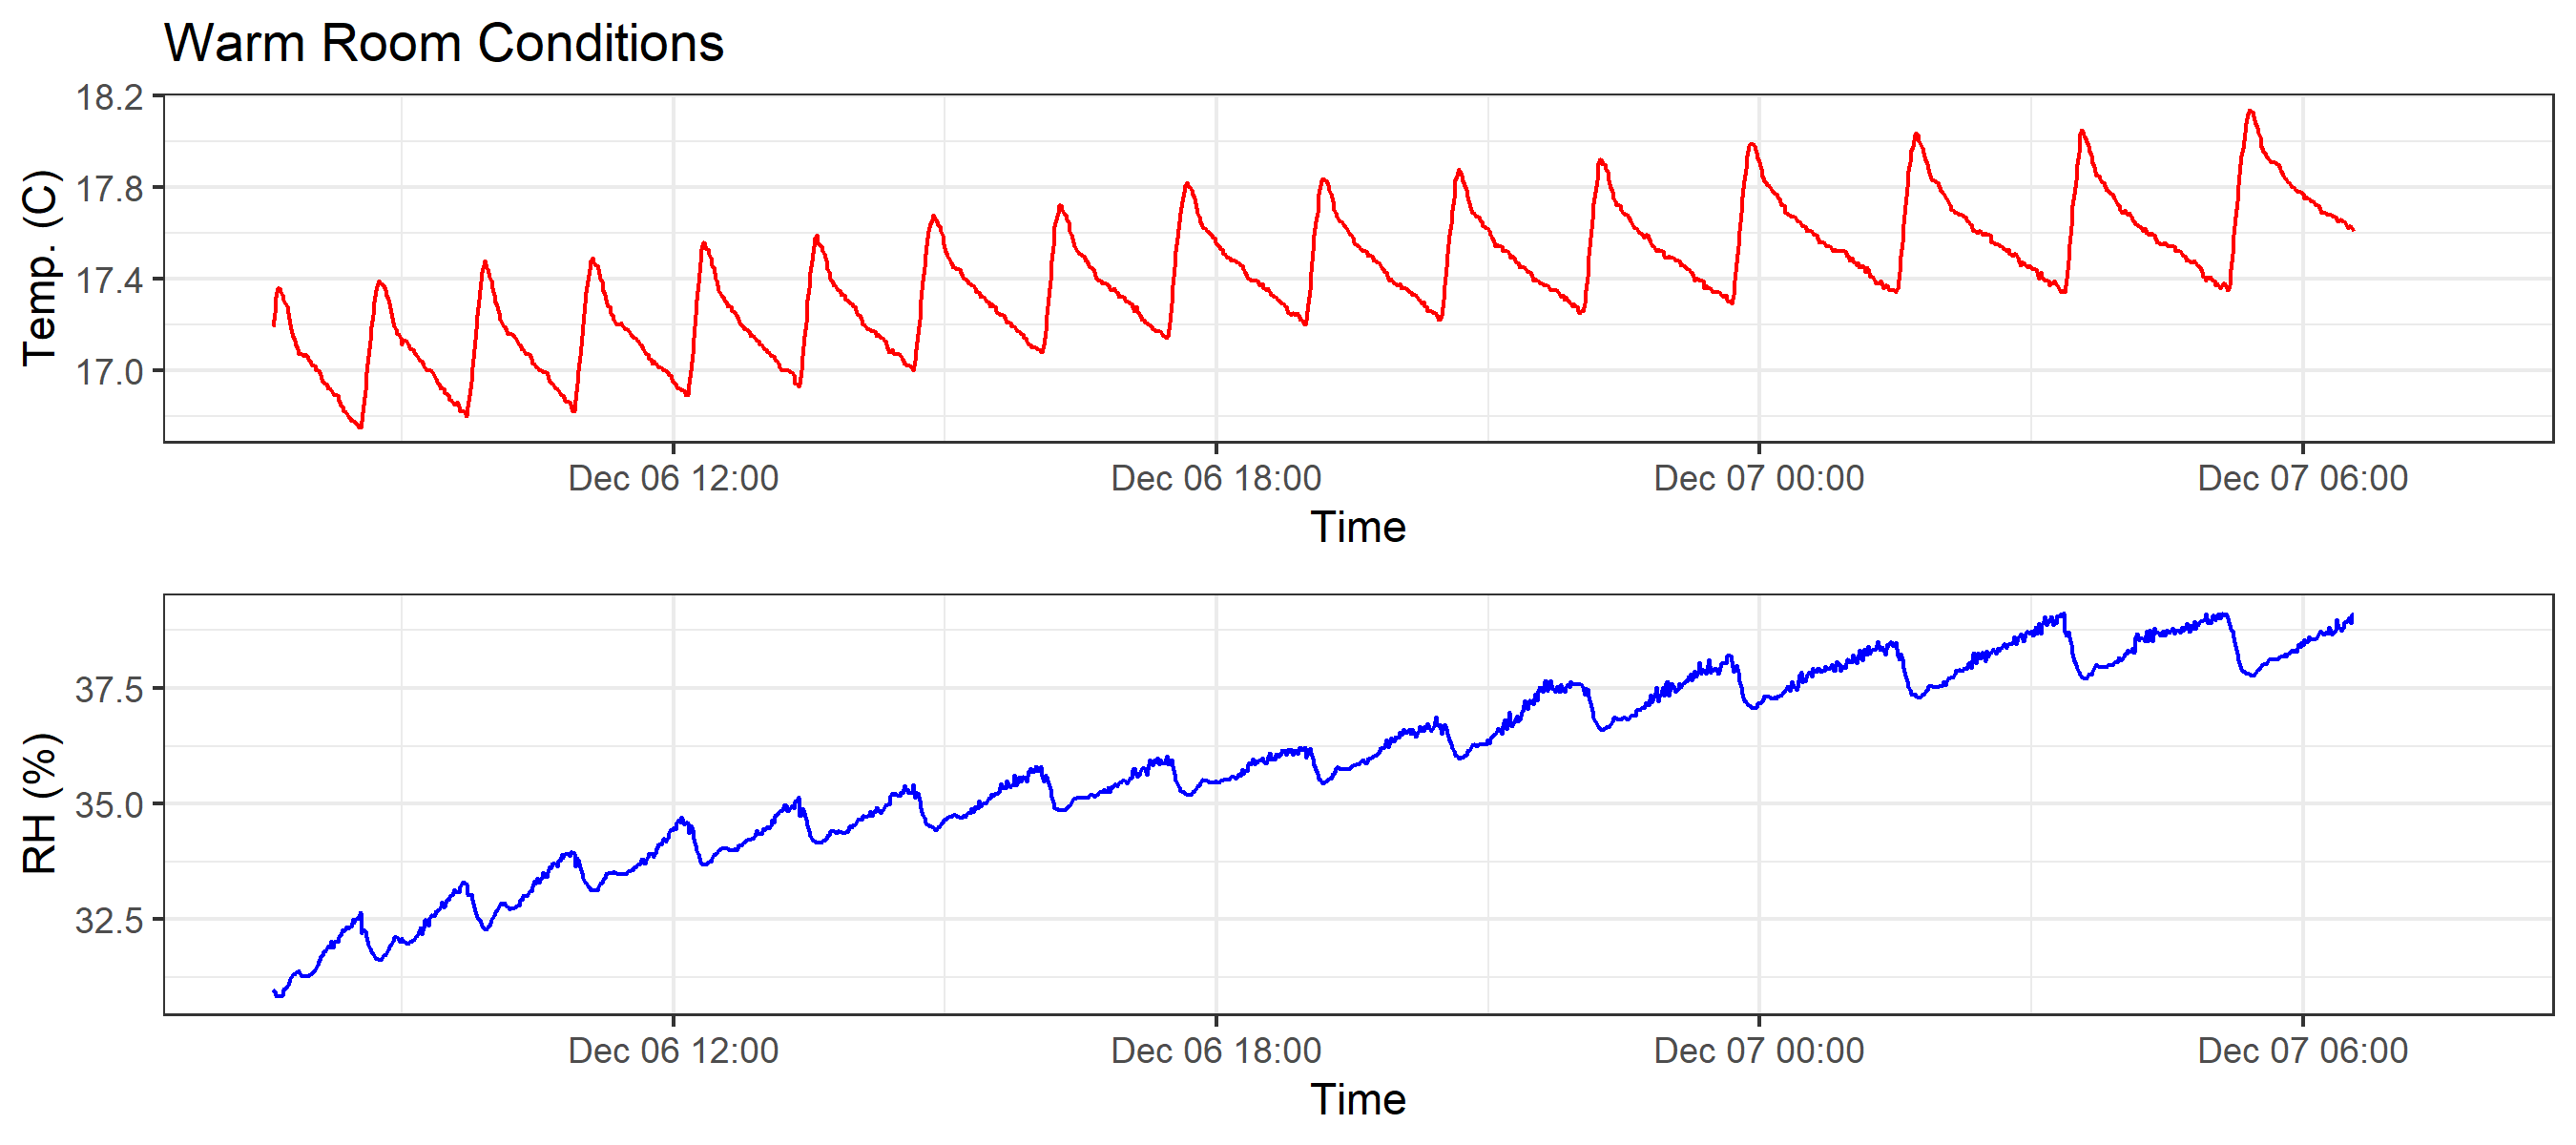 Warm Room Conditions
18.2
17.8
17.4
17.0
Temp. (C)
Dec 06 12:00 Dec 06 18:00 Dec 07 00:00 Dec 07 06:00
Time
37.5
35.0
32.5
RH (%)
Dec 06 12:00 Dec 06 18:00 Dec 07 00:00 Dec 07 06:00
Time